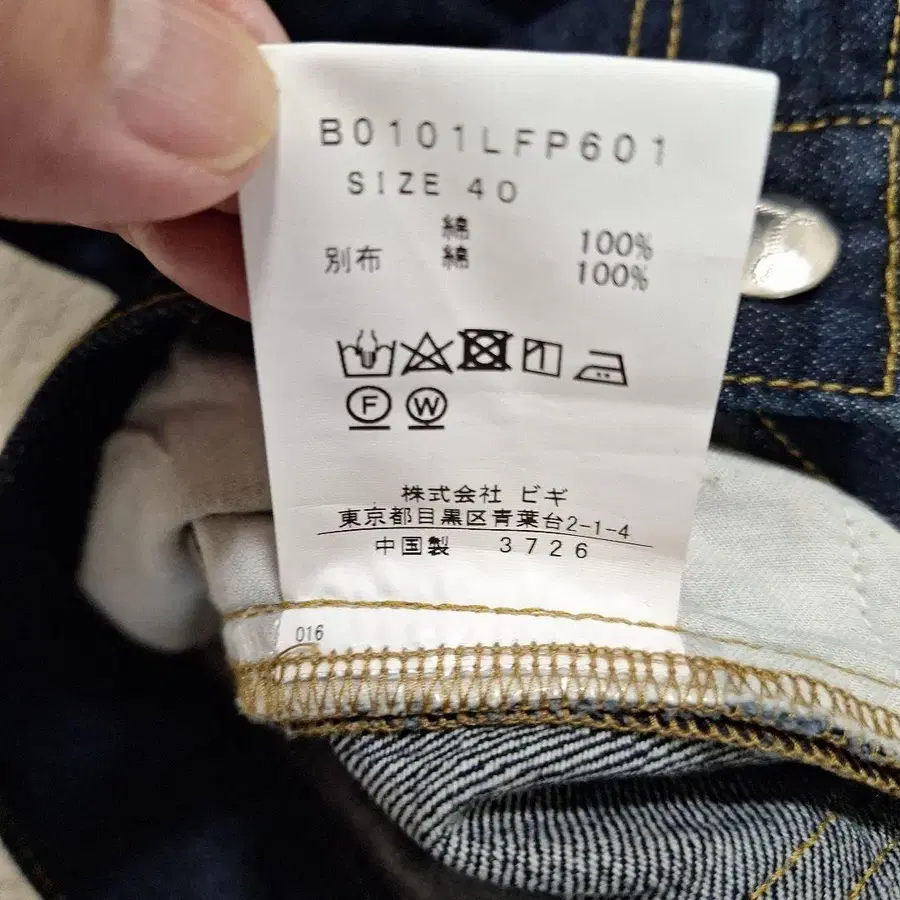 B0101LFP601
SIZE 40
綿 100%
別布 綿 100%
F W
株式会社 ビギ
東京都目黒区青葉台2-1-4
中国製 3726
016